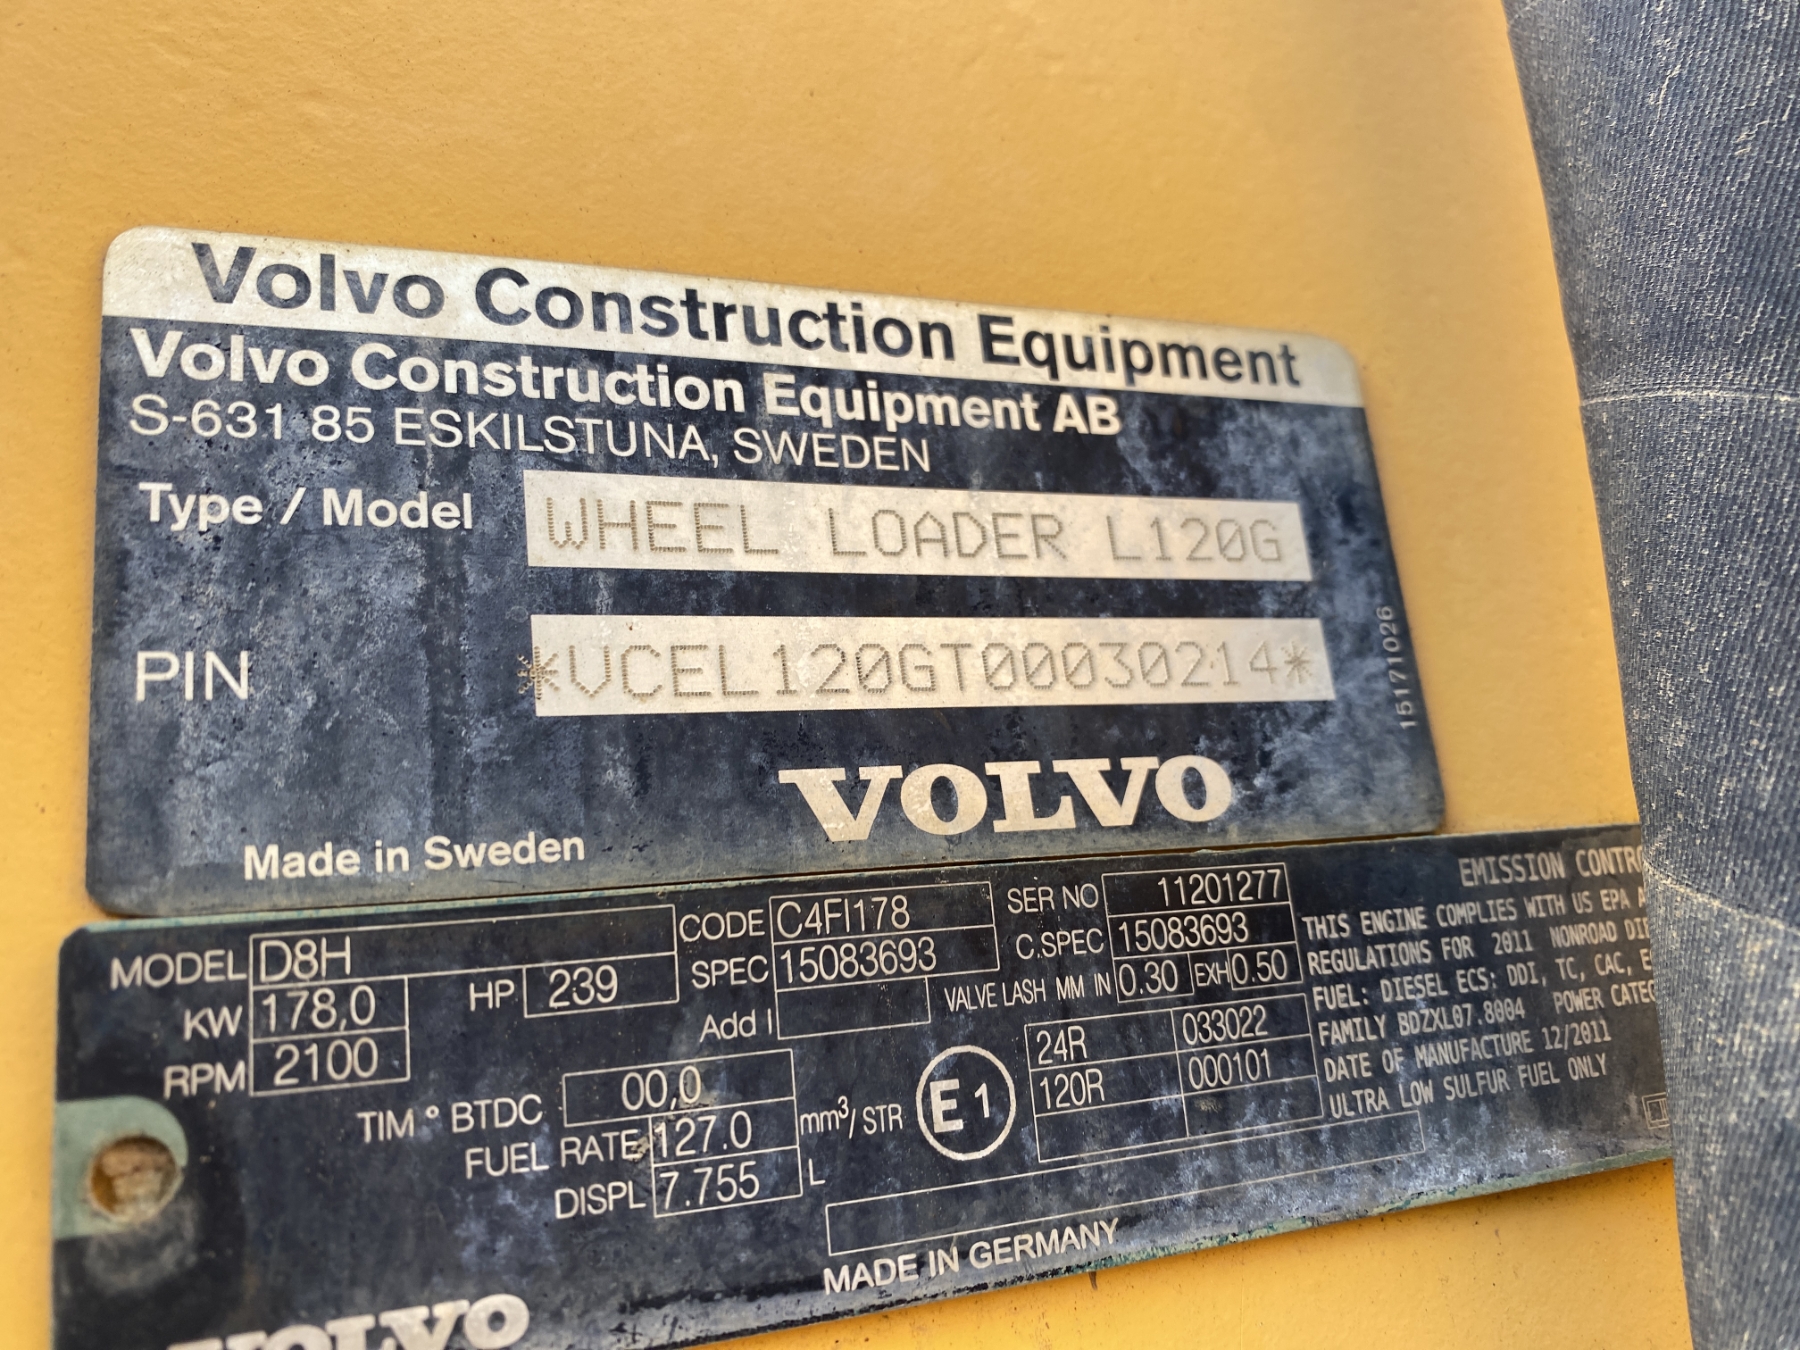 Volvo Construction Equipment
Volvo Construction Equipment AB
S-631 85 ESKILSTUNA, SWEDEN
Type / Model WHEEL LOADER L120G
PIN *VCEL120GT00030214*
15171026
VOLVO
Made in Sweden
MODEL D8H
KW 178,0 HP 239
RPM 2100
CODE C4FI178
SPEC 15083693
Add I
SER NO 11201277
C.SPEC 15083693
VALVE LASH MM IN 0.30 EXH 0.50
TIM ° BTDC 00,0
FUEL RATE 127.0 mm³/ STR
DISPL 7.755 L
E1
24R 033022
120R 000101
EMISSION
THIS ENGINE COMPLIES WITH US EPA
REGULATIONS FOR 2011 NONROAD
FUEL: DIESEL ECS: DDI, TC, CAC,
FAMILY BDZXL07.8004 POWER
DATE OF MANUFACTURE 12/2011
ULTRA LOW SULFUR FUEL ONLY
MADE IN GERMANY
VOLVO